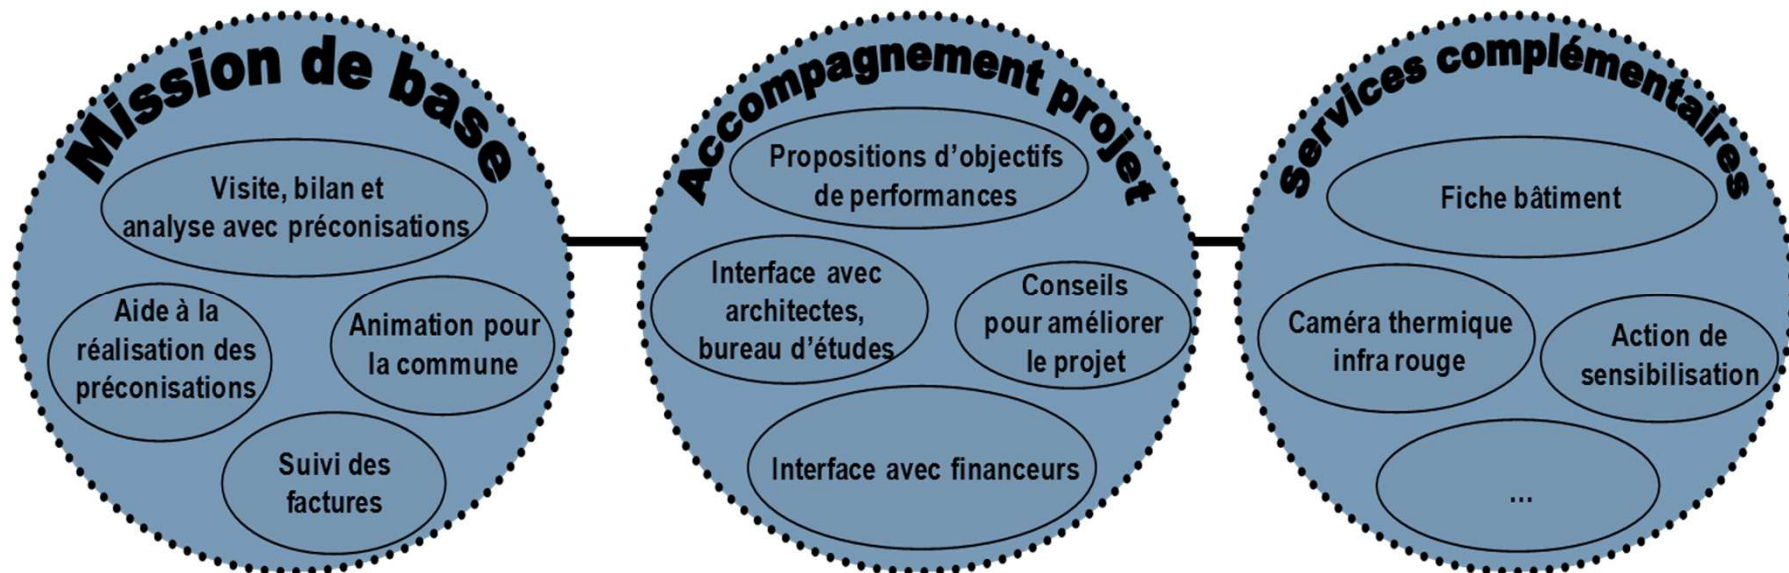 Mission de base
Visite, bilan et
analyse avec préconisations
Aide à la
réalisation des
préconisations
Animation pour
la commune
Suivi des
factures
Accompagnement projet
Propositions d’objectifs
de performances
Interface avec
architectes,
bureau d’études
Conseils
pour améliorer
le projet
Interface avec financeurs
Services complémentaires
Fiche bâtiment
Caméra thermique
infra rouge
Action de
sensibilisation
...